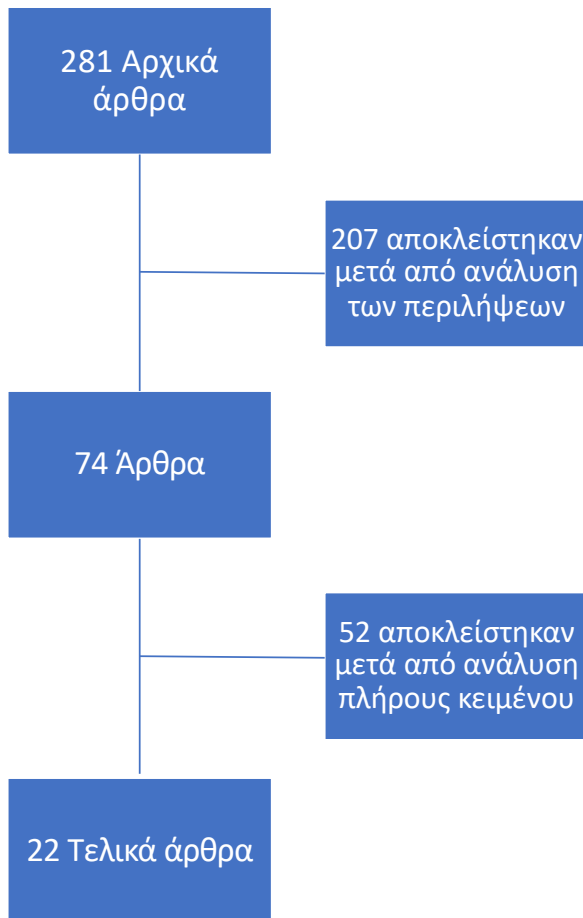 281 Αρχικά
άρθρα
207 αποκλείστηκαν
μετά από ανάλυση
των περιλήψεων
74 Άρθρα
52 αποκλείστηκαν
μετά από ανάλυση
πλήρους κειμένου
22 Τελικά άρθρα